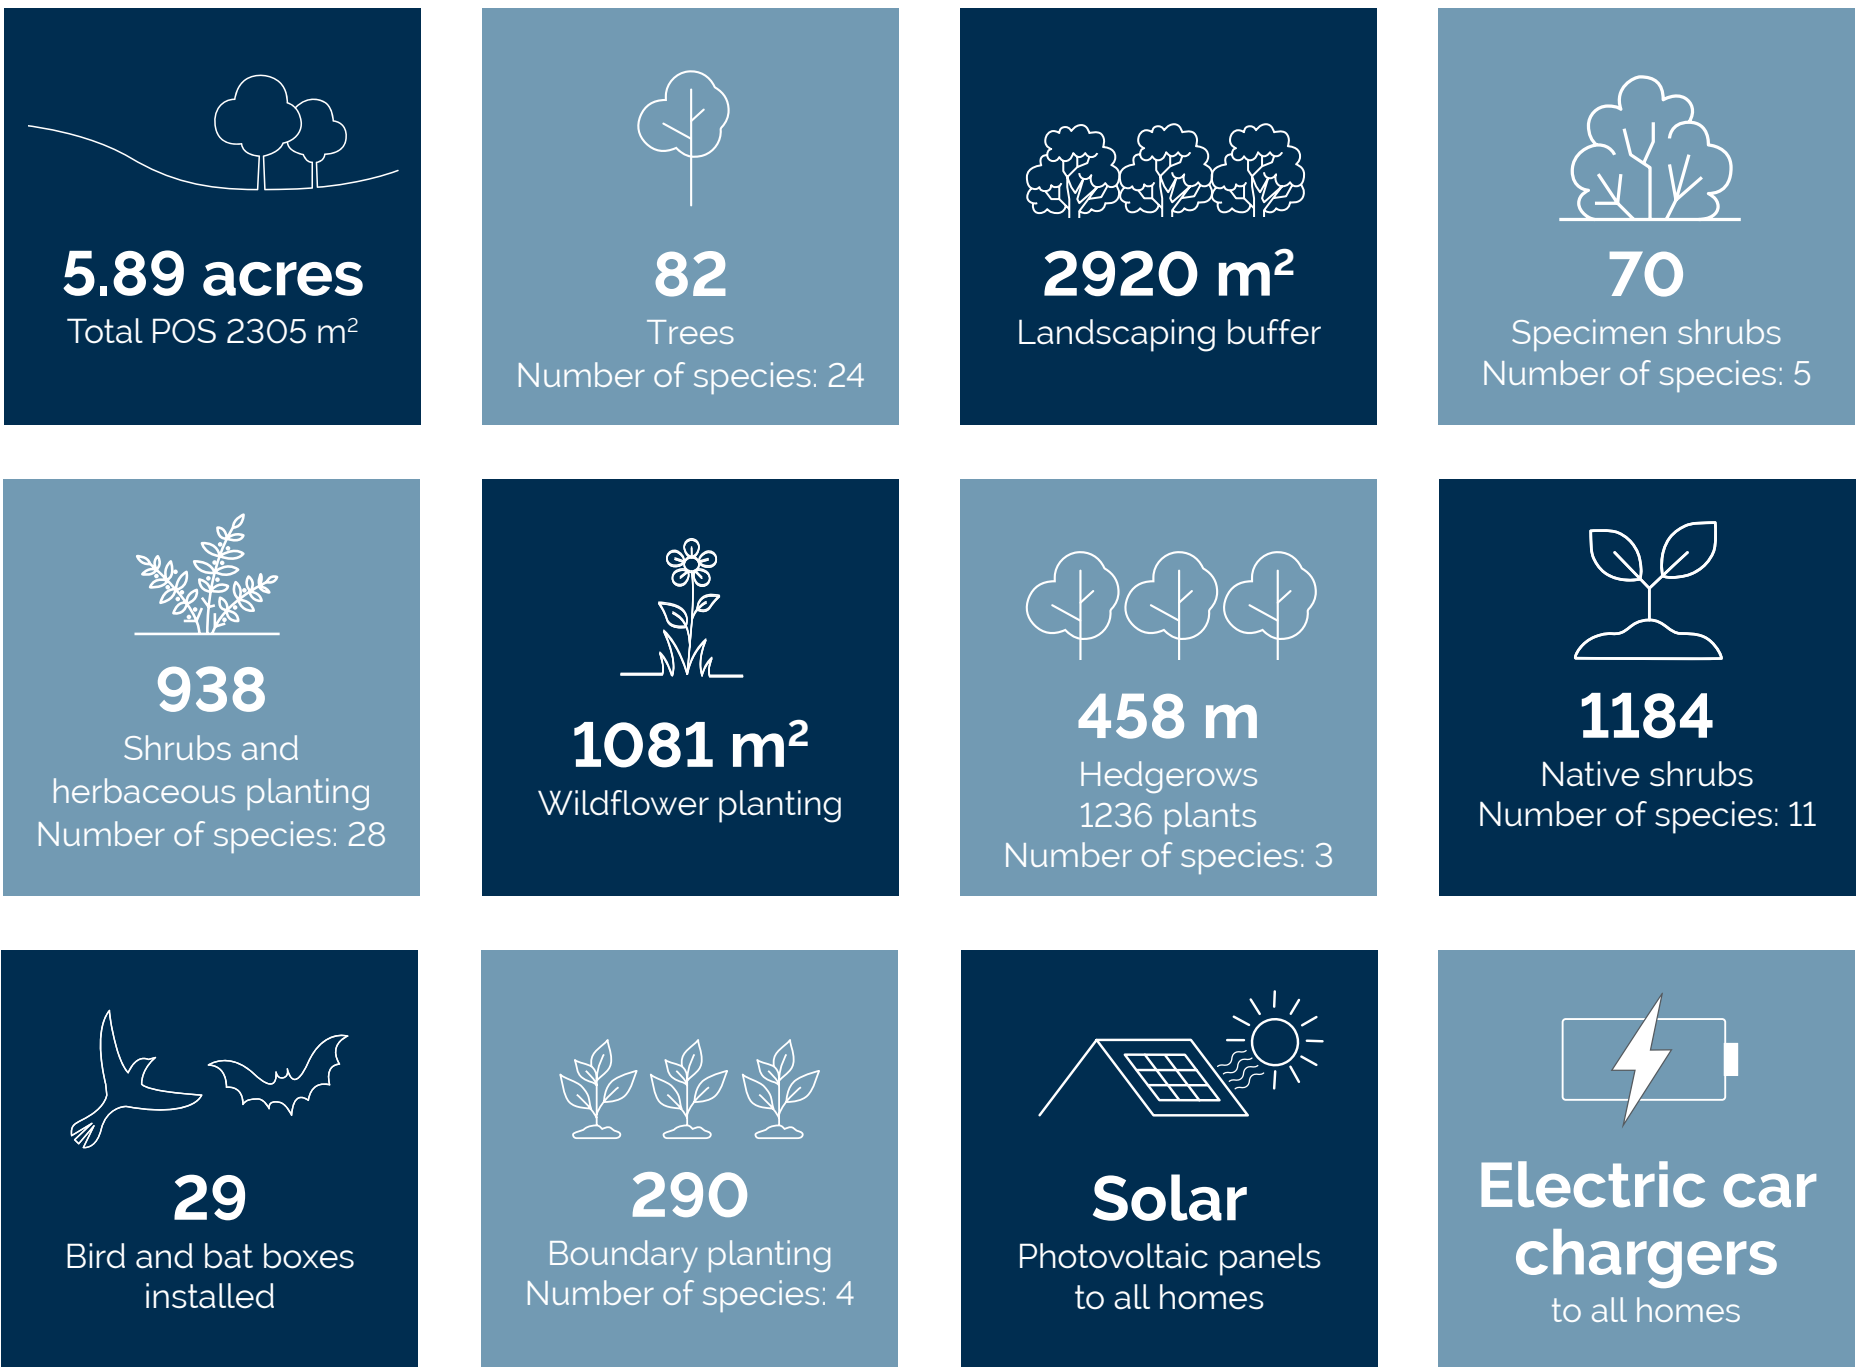 5.89 acres
Total POS 2305 m²
82
Trees
Number of species: 24
2920 m²
Landscaping buffer
70
Specimen shrubs
Number of species: 5
938
Shrubs and
herbaceous planting
Number of species: 28
1081 m²
Wildflower planting
458 m
Hedgerows
1236 plants
Number of species: 3
1184
Native shrubs
Number of species: 11
29
Bird and bat boxes
installed
290
Boundary planting
Number of species: 4
Solar
Photovoltaic panels
to all homes
Electric car
chargers
to all homes